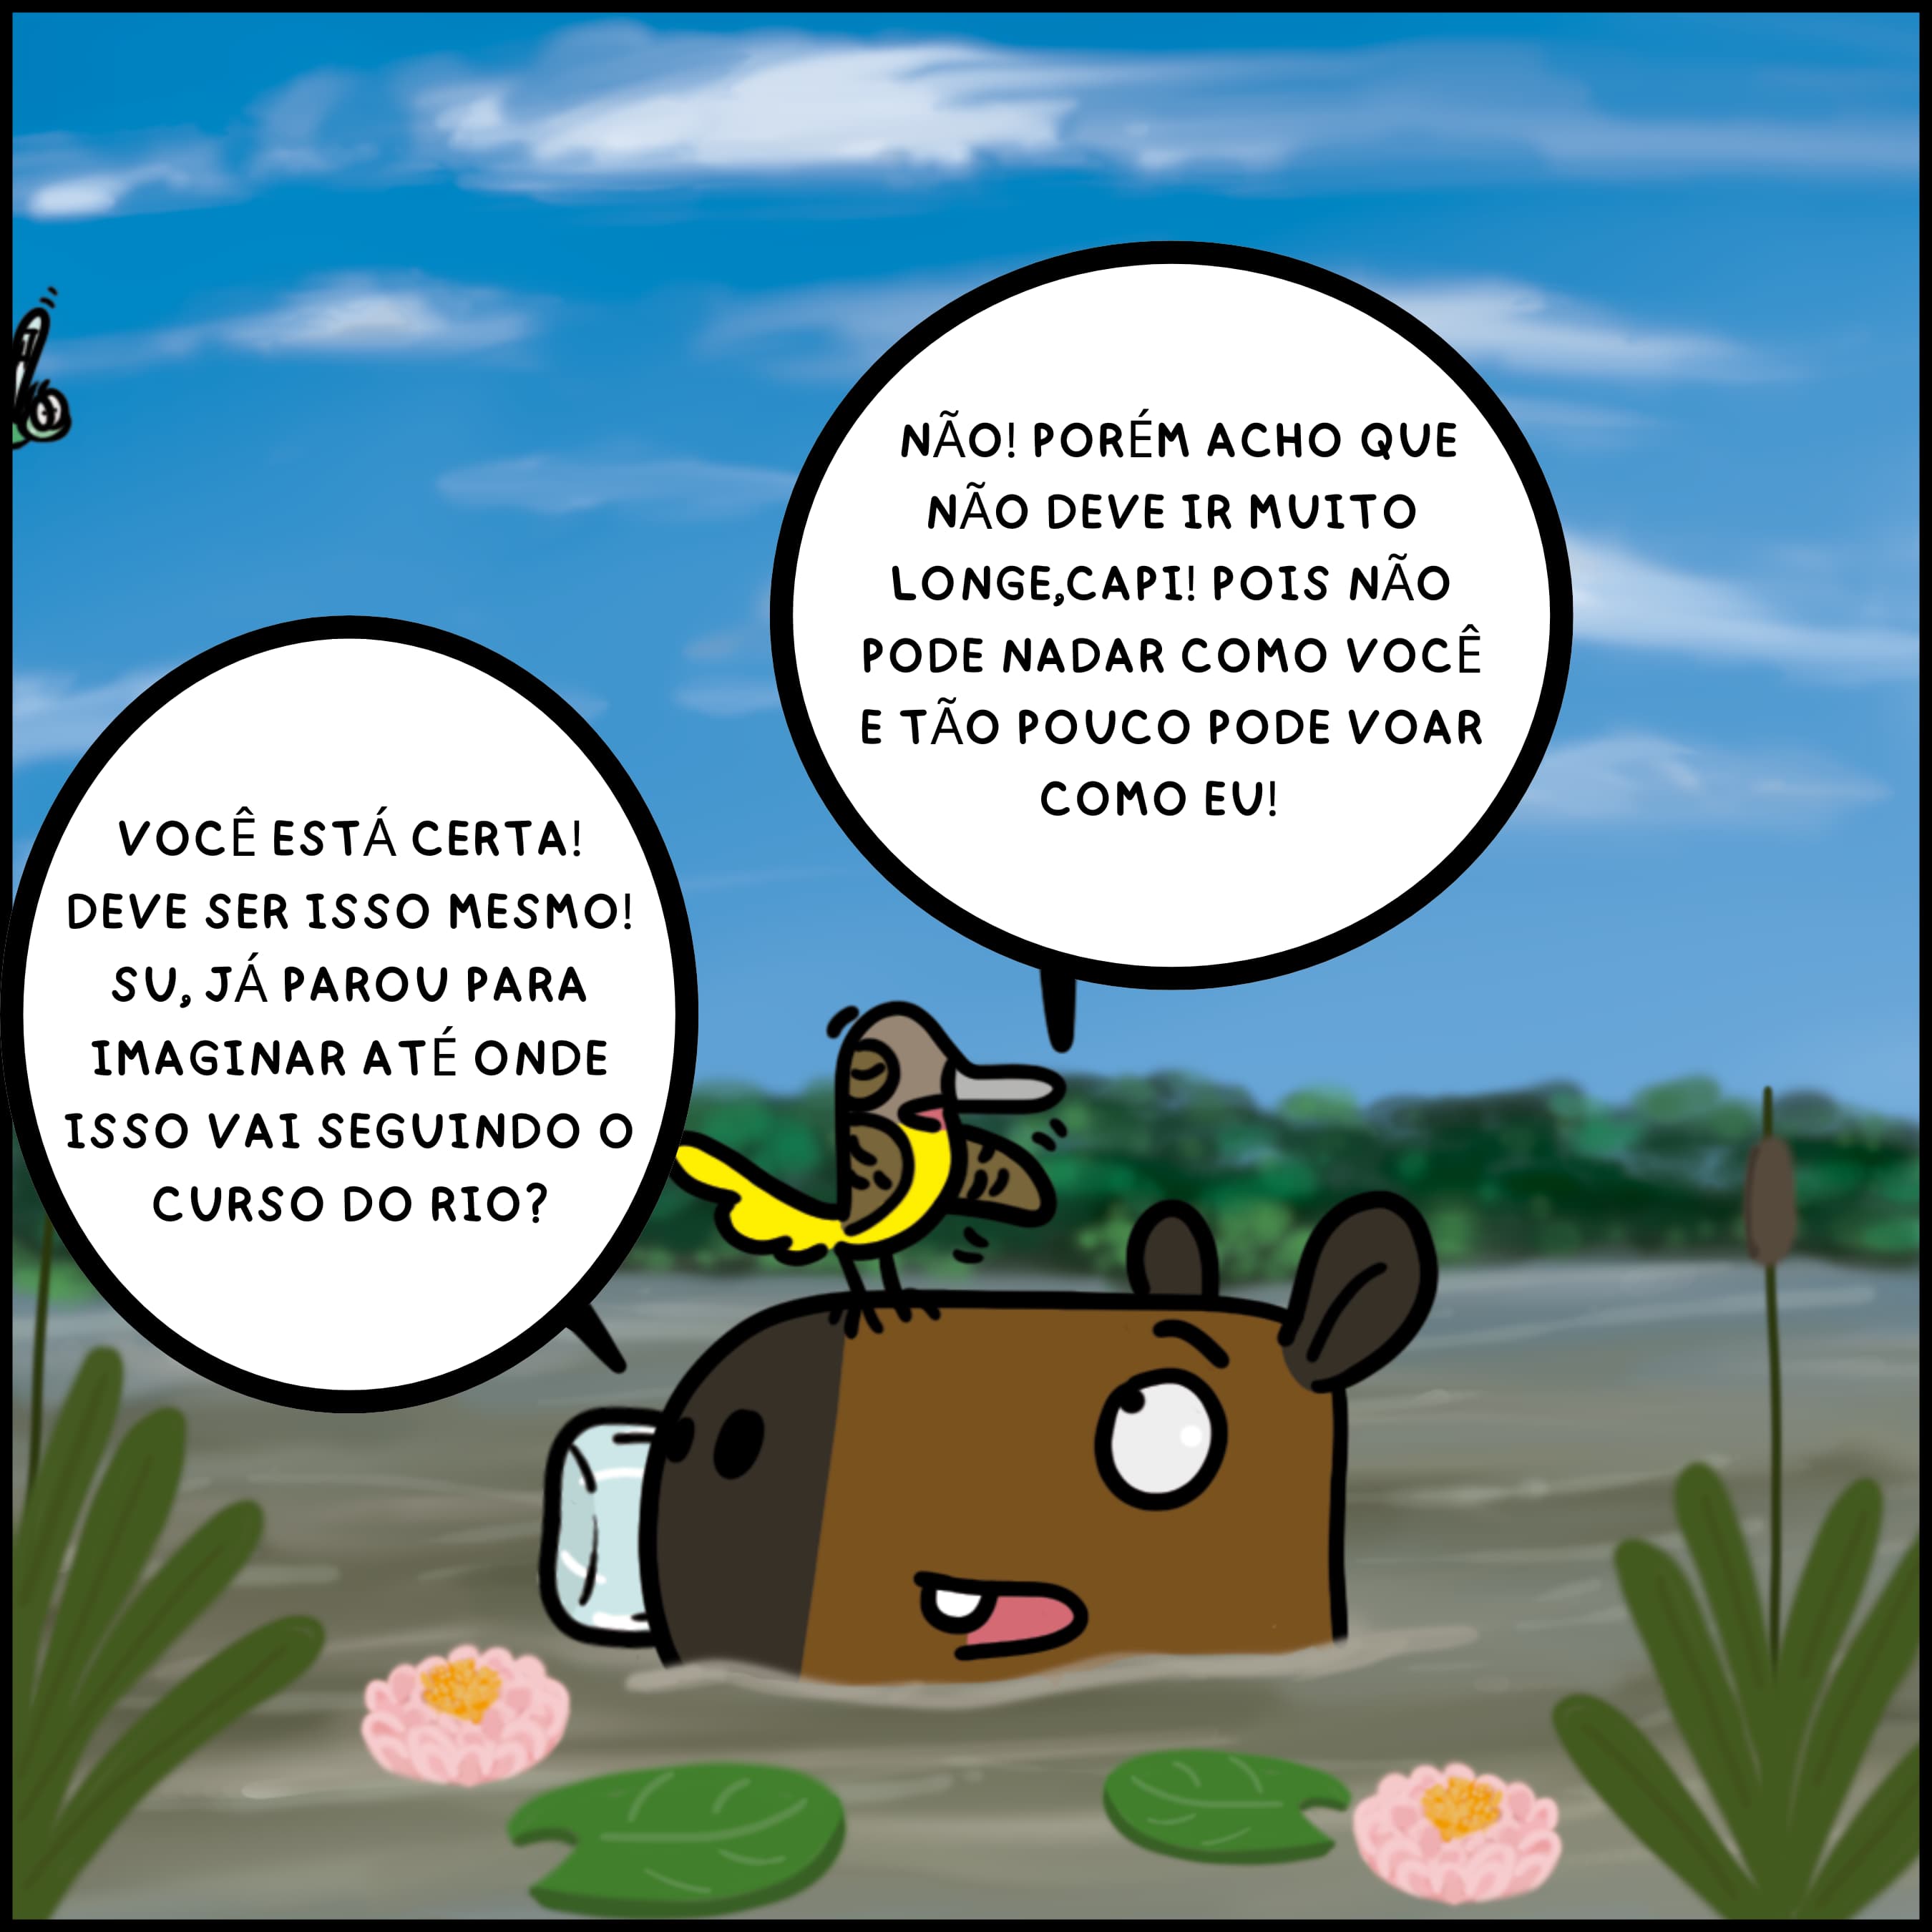 VOCÊ ESTÁ CERTA!
DEVE SER ISSO MESMO!
SU, JÁ PAROU PARA
IMAGINAR ATÉ ONDE
ISSO VAI SEGUINDO O
CURSO DO RIO?
NÃO! PORÉM ACHO QUE
NÃO DEVE IR MUITO
LONGE,CAPI! POIS NÃO
PODE NADAR COMO VOCÊ
E TÃO POUCO PODE VOAR
COMO EU!